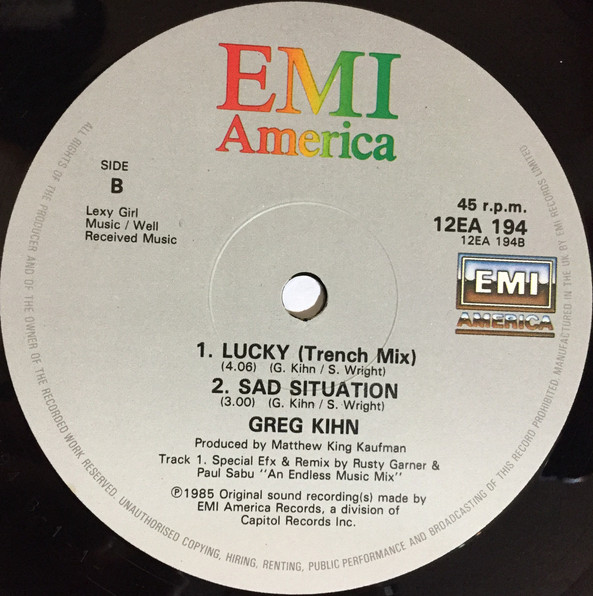 EMI
America
SIDE
B
Lexy Girl
Music / Well
Received Music
45 r.p.m.
12EA 194
12EA 194B
EMI
AMERICA
1. LUCKY (Trench Mix)
(4.06) (G. Kihn / S. Wright)
2. SAD SITUATION
(3.00) (G. Kihn / S. Wright)
GREG KIHN
Produced by Matthew King Kaufman
Track 1. Special Efx & Remix by Rusty Garner &
Paul Sabu "An Endless Music Mix"
℗1985 Original sound recording(s) made by
EMI America Records, a division of
Capitol Records Inc.
ALL RIGHTS OF THE PRODUCER AND OF THE OWNER OF THE RECORDED WORK RESERVED. UNAUTHORISED COPYING, HIRING, RENTING, PUBLIC PERFORMANCE AND BROADCASTING OF THIS RECORD PROHIBITED. MANUFACTURED IN THE UK BY EMI RECORDS LIMITED